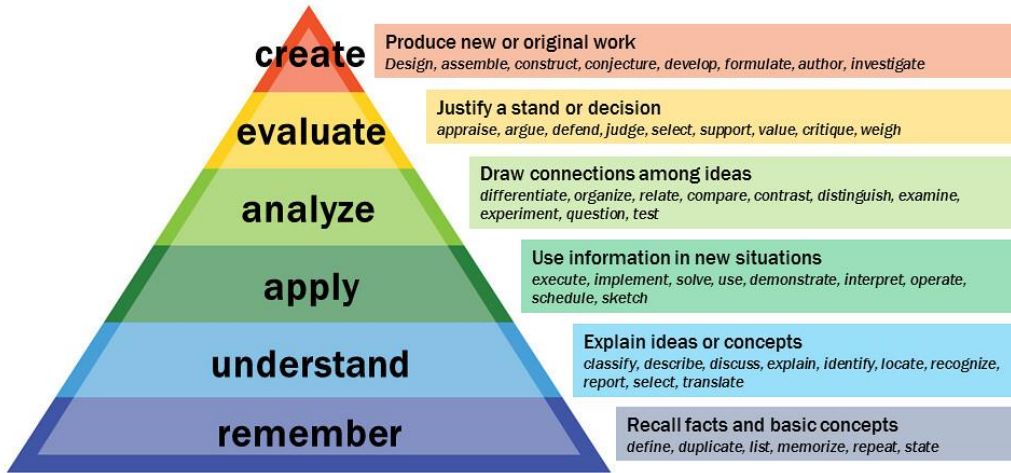 create
Produce new or original work
Design, assemble, construct, conjecture, develop, formulate, author, investigate
evaluate
Justify a stand or decision
appraise, argue, defend, judge, select, support, value, critique, weigh
analyze
Draw connections among ideas
differentiate, organize, relate, compare, contrast, distinguish, examine,
experiment, question, test
apply
Use information in new situations
execute, implement, solve, use, demonstrate, interpret, operate,
schedule, sketch
understand
Explain ideas or concepts
classify, describe, discuss, explain, identify, locate, recognize,
report, select, translate
remember
Recall facts and basic concepts
define, duplicate, list, memorize, repeat, state